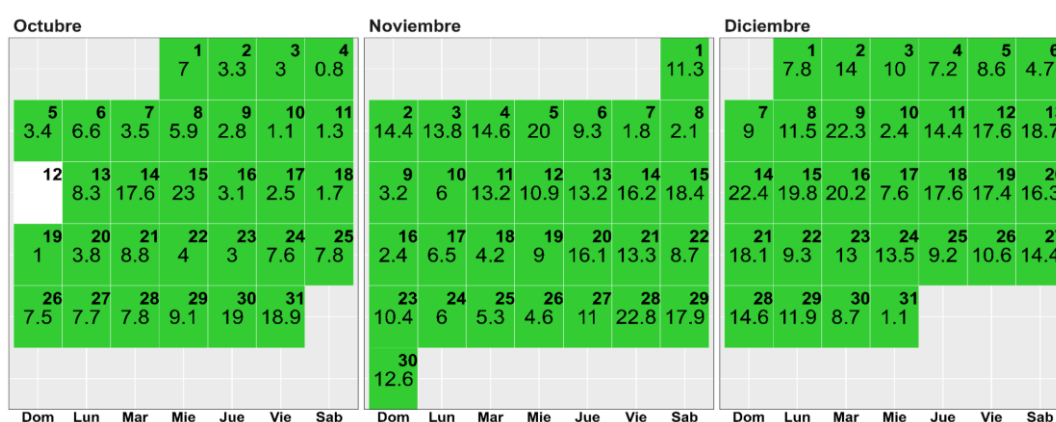 Octubre Noviembre Diciembre
1 2 3 4 1 1 2 3 4 5 6
7 3.3 3 0.8 11.3 7.8 14 10 7.2 8.6 4.7
5 6 7 8 9 10 11 2 3 4 5 6 7 8 7 8 9 10 11 12 13
3.4 6.6 3.5 5.9 2.8 1.1 1.3 14.4 13.8 14.6 20 9.3 1.8 2.1 9 11.5 22.3 2.4 14.4 17.6 18.7
12 13 14 15 16 17 18 9 10 11 12 13 14 15 14 15 16 17 18 19 20
8.3 17.6 23 3.1 2.5 1.7 3.2 6 13.2 10.9 13.2 16.2 18.4 22.4 19.8 20.2 7.6 17.6 17.4 16.3
19 20 21 22 23 24 25 16 17 18 19 20 21 22 21 22 23 24 25 26 27
1 3.8 8.8 4 3 7.6 7.8 2.4 6.5 4.2 9 16.1 13.3 8.7 18.1 9.3 13 13.5 9.2 10.6 14.4
26 27 28 29 30 31 23 24 25 26 27 28 29 28 29 30 31
7.5 7.7 7.8 9.1 19 18.9 10.4 6 5.3 4.6 11 22.8 17.9 14.6 11.9 8.7 1.1
30
12.6
Dom Lun Mar Mie Jue Vie Sab Dom Lun Mar Mie Jue Vie Sab Dom Lun Mar Mie Jue Vie Sab